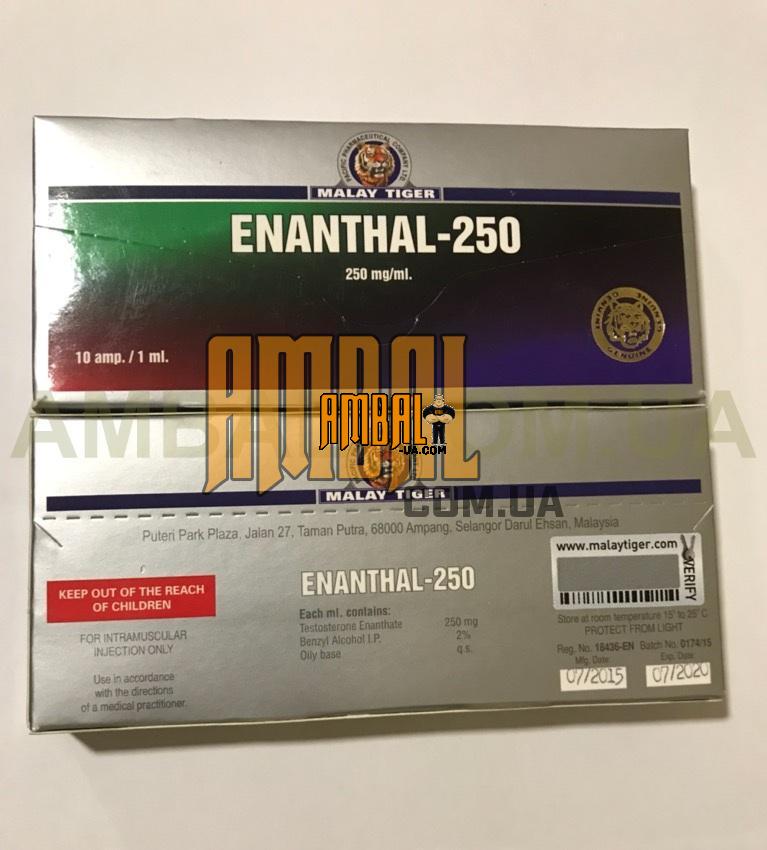 PACIFIC PHARMACEUTICAL COMPANY LTD
MALAY TIGER
ENANTHAL-250
250 mg/ml.
GENUINE
GENUINE
10 amp. / 1 ml.
AMBAL
AMBAL
-UA.COM
COM.UA
MALAY TIGER
Puteri Park Plaza, Jalan 27, Taman Putra, 68000 Ampang, Selangor Darul Ehsan, Malaysia
KEEP OUT OF THE REACH
OF CHILDREN
FOR INTRAMUSCULAR
INJECTION ONLY
Use in accordance
with the directions
of a medical practitioner.
ENANTHAL-250
Each ml. contains:
Testosterone Enanthate 250 mg
Benzyl Alcohol I.P. 2%
Oily base q.s.
www.malaytiger.com
VERIFY
Store at room temperature 15° to 25° C
PROTECT FROM LIGHT
Reg. No. 18436-EN Batch No. 0174/15
Mfg. Date: Exp. Date:
07/2015 07/2020